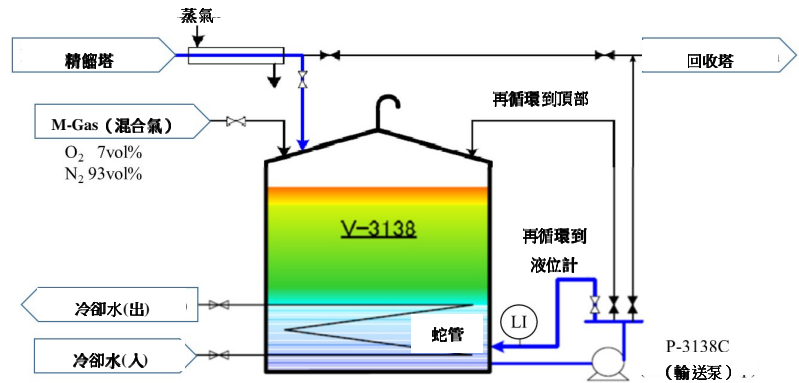 蒸氣
精餾塔
回收塔
再循環到頂部
M-Gas（混合氣）
O2 7vol%
N2 93vol%
V-3138
再循環到
液位計
冷卻水(出)
蛇管
LI
冷卻水(入)
P-3138C
（輸送泵）